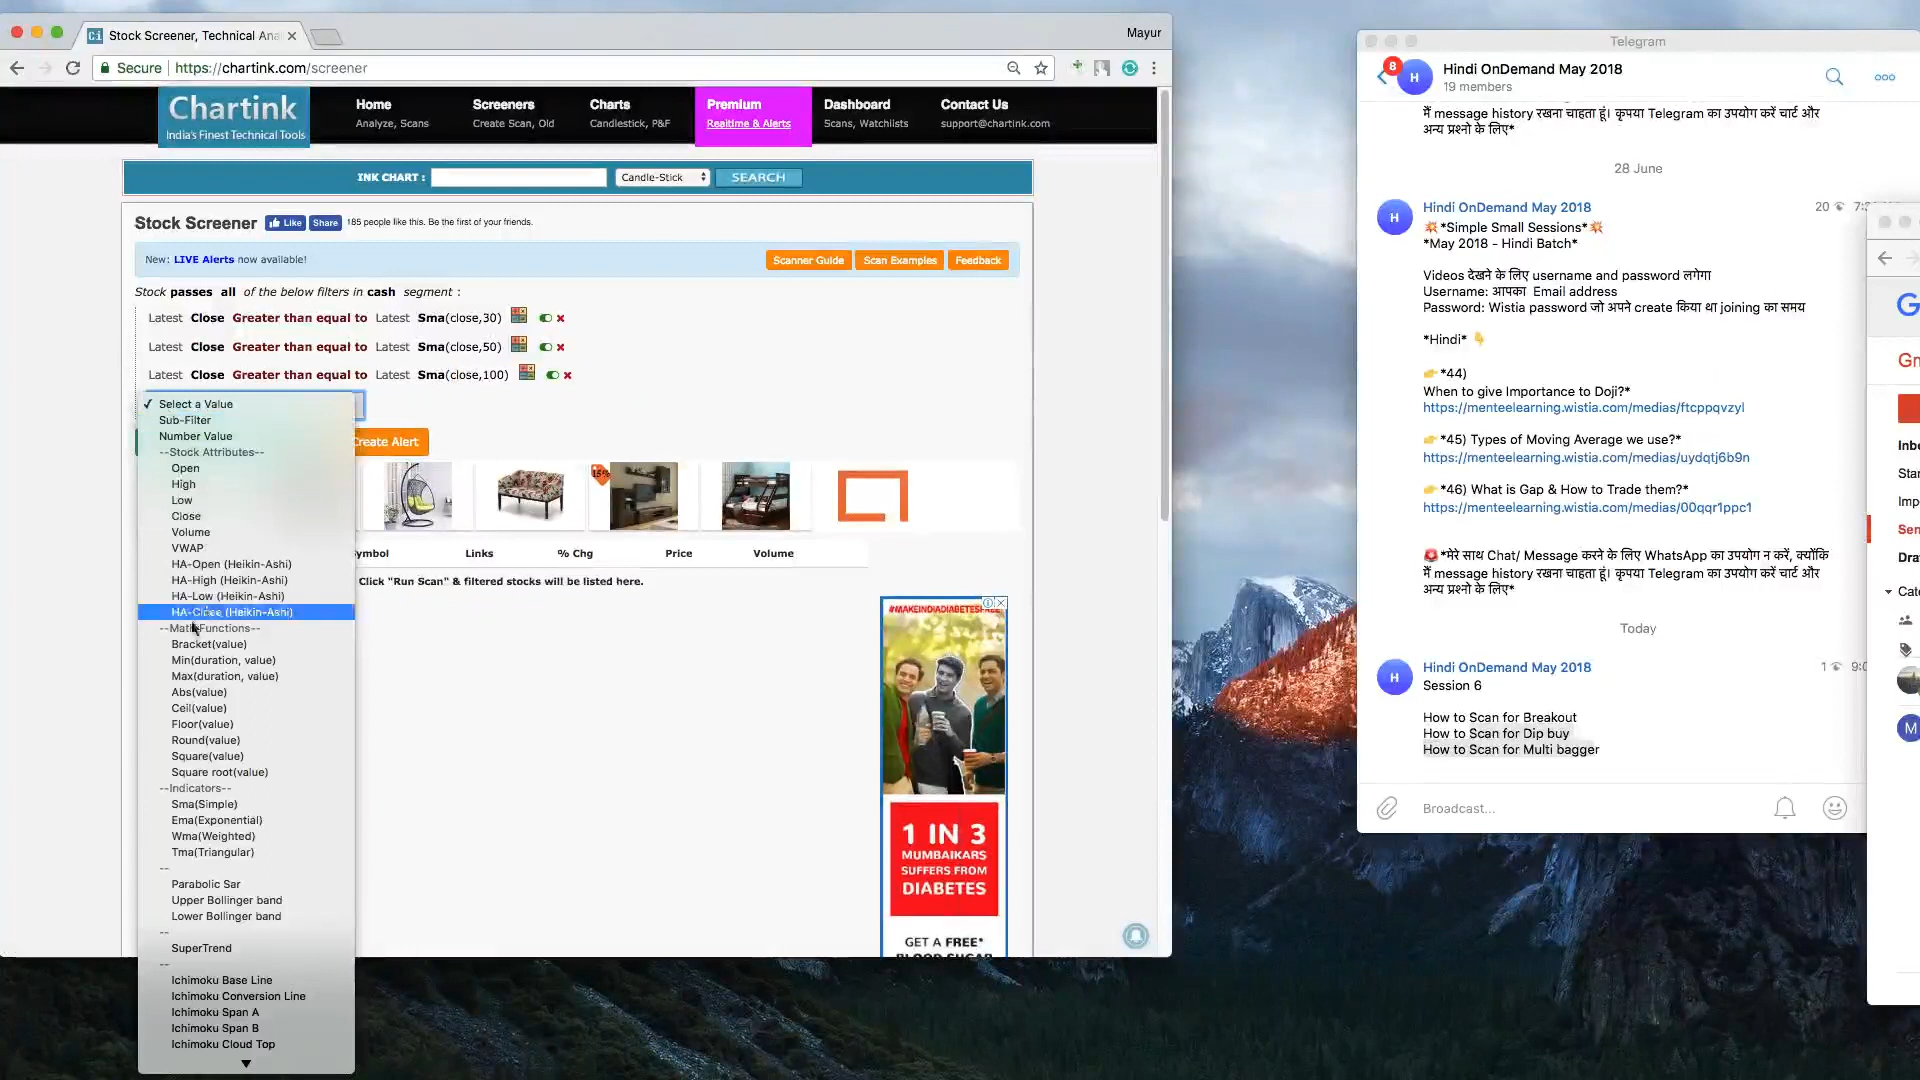 Stock Screener, Technical Ana
Mayur
Secure
https://chartink.com/screener
Chartink
India's Finest Technical Tools
Home
Analyze, Scans
Screeners
Create Scan, Old
Charts
Candlestick, P&F
Premium
Realtime & Alerts
Dashboard
Scans, Watchlists
Contact Us
support@chartink.com
INK CHART :
Candle-Stick
SEARCH
Stock Screener
Like
Share
185 people like this. Be the first of your friends.
New: LIVE Alerts now available!
Scanner Guide
Scan Examples
Feedback
Stock passes all of the below filters in cash segment :
Latest Close Greater than equal to Latest Sma(close,30)
Latest Close Greater than equal to Latest Sma(close,50)
Latest Close Greater than equal to Latest Sma(close,100)
✓ Select a Value
Sub-Filter
Number Value
--Stock Attributes--
Open
High
Low
Close
Volume
VWAP
HA-Open (Heikin-Ashi)
HA-High (Heikin-Ashi)
HA-Low (Heikin-Ashi)
HA-Close (Heikin-Ashi)
--Math Functions--
Bracket(value)
Min(duration, value)
Max(duration, value)
Abs(value)
Ceil(value)
Floor(value)
Round(value)
Square(value)
Square root(value)
--Indicators--
Sma(Simple)
Ema(Exponential)
Wma(Weighted)
Tma(Triangular)
--
Parabolic Sar
Upper Bollinger band
Lower Bollinger band
--
SuperTrend
--
Ichimoku Base Line
Ichimoku Conversion Line
Ichimoku Span A
Ichimoku Span B
Ichimoku Cloud Top
Create Alert
15%
ymbol
Links
% Chg
Price
Volume
Click "Run Scan" & filtered stocks will be listed here.
#MAKEINDIADIABETESFREE
1 IN 3
MUMBAIKARS
SUFFERS FROM
DIABETES
GET A FREE*
BLOOD SUGAR
Telegram
8
H
Hindi OnDemand May 2018
19 members
मैं message history रखना चाहता हूं। कृपया Telegram का उपयोग करें चार्ट और
अन्य प्रश्नो के लिए*
28 June
H
Hindi OnDemand May 2018
20
💥*Simple Small Sessions*💥
*May 2018 - Hindi Batch*
Videos देखने के लिए username and password लगेगा
Username: आपका Email address
Password: Wistia password जो अपने create किया था joining का समय
*Hindi* 👇
👉*44)
When to give Importance to Doji?*
https://menteelearning.wistia.com/medias/ftcppqvzyl
👉*45) Types of Moving Average we use?*
https://menteelearning.wistia.com/medias/uydqtj6b9n
👉*46) What is Gap & How to Trade them?*
https://menteelearning.wistia.com/medias/00qqr1ppc1
🚨*मेरे साथ Chat/ Message करने के लिए WhatsApp का उपयोग न करें, क्योंकि
मैं message history रखना चाहता हूं। कृपया Telegram का उपयोग करें चार्ट और
अन्य प्रश्नो के लिए*
Today
H
Hindi OnDemand May 2018
1
Session 6
How to Scan for Breakout
How to Scan for Dip buy
How to Scan for Multi bagger
Broadcast...
G
Gm
Inbo
Star
Imp
Sen
Dra
Cate
M